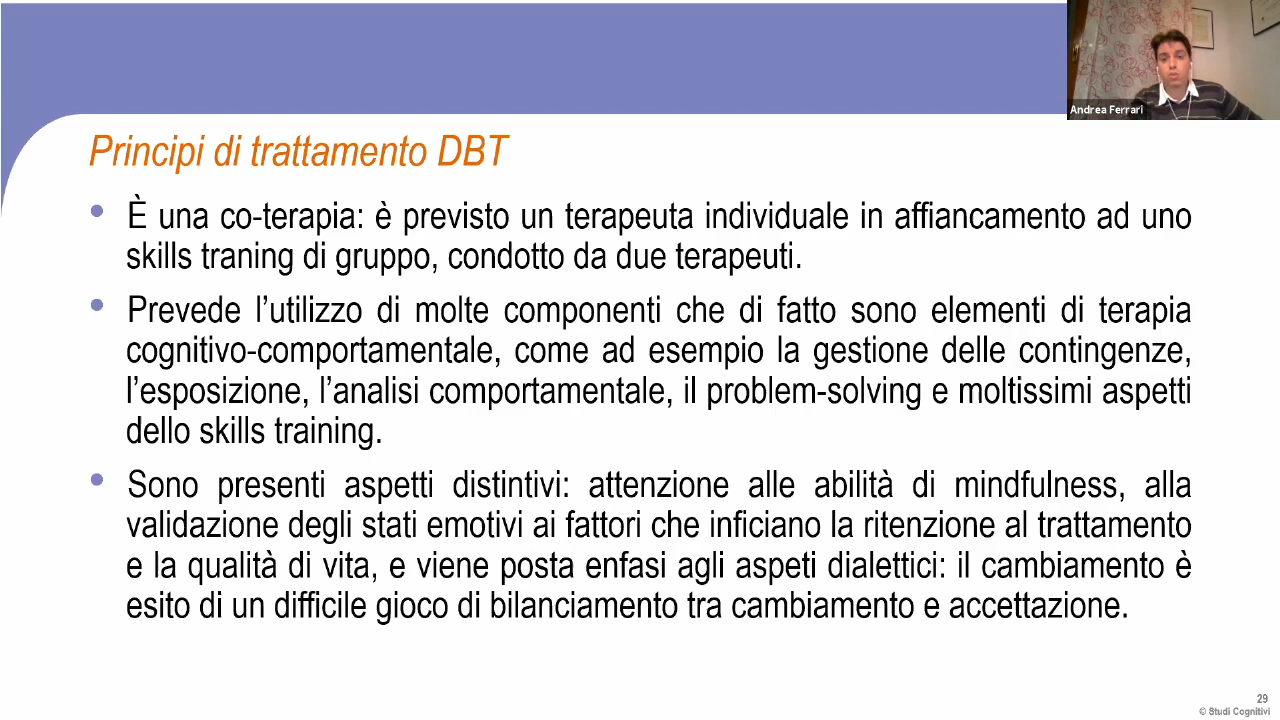 Andrea Ferrari
Principi di trattamento DBT
• È una co-terapia: è previsto un terapeuta individuale in affiancamento ad uno
skills traning di gruppo, condotto da due terapeuti.
• Prevede l’utilizzo di molte componenti che di fatto sono elementi di terapia
cognitivo-comportamentale, come ad esempio la gestione delle contingenze,
l’esposizione, l’analisi comportamentale, il problem-solving e moltissimi aspetti
dello skills training.
• Sono presenti aspetti distintivi: attenzione alle abilità di mindfulness, alla
validazione degli stati emotivi ai fattori che inficiano la ritenzione al trattamento
e la qualità di vita, e viene posta enfasi agli aspeti dialettici: il cambiamento è
esito di un difficile gioco di bilanciamento tra cambiamento e accettazione.
29
© Studi Cognitivi